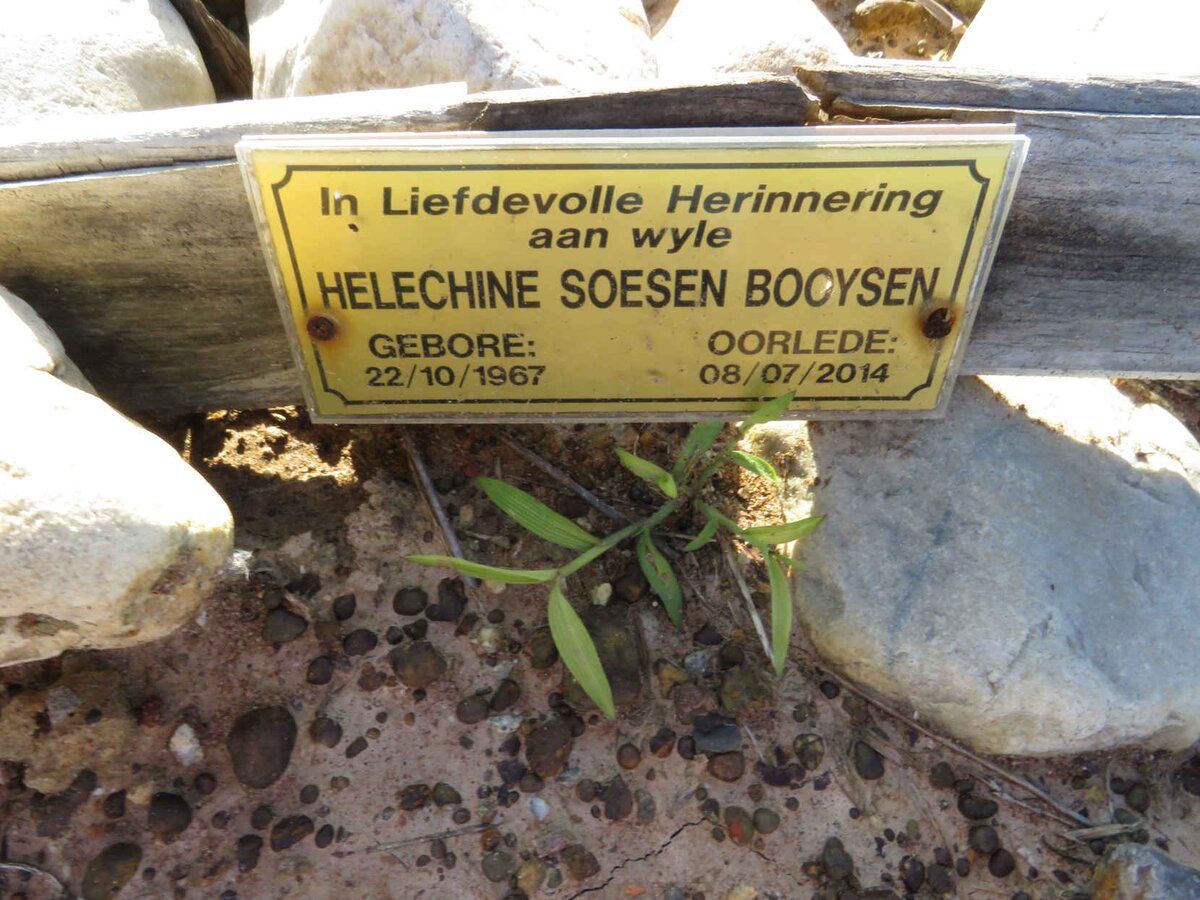 In Liefdevolle Herinnering
aan wyle
HELECHINE SOESEN BOOYSEN
GEBORE: OORLEDE:
22/10/1967 08/07/2014